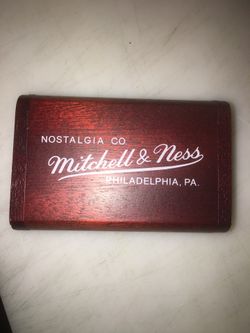 NOSTALGIA CO.
Mitchell & Ness
PHILADELPHIA, PA.